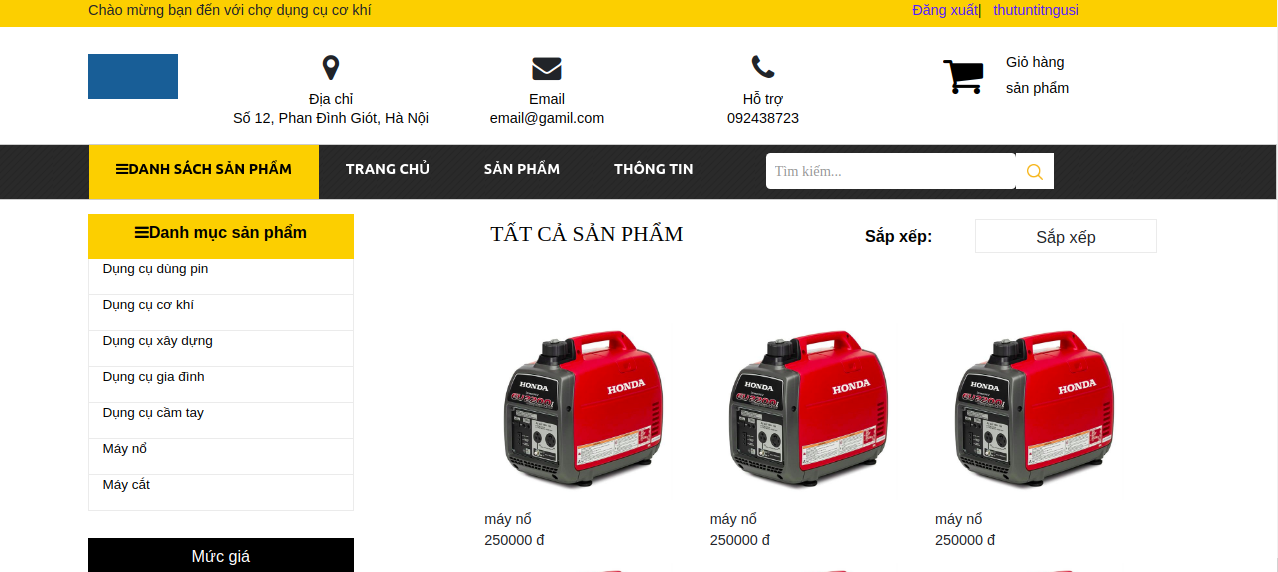 Chào mừng bạn đến với chợ dụng cụ cơ khí
Đăng xuất| thutuntitngusi
Địa chỉ
Số 12, Phan Đình Giót, Hà Nội
Email
email@gamil.com
Hỗ trợ
092438723
Giỏ hàng
sản phẩm
DANH SÁCH SẢN PHẨM
TRANG CHỦ
SẢN PHẨM
THÔNG TIN
Tìm kiếm...
Danh mục sản phẩm
Dụng cụ dùng pin
Dụng cụ cơ khí
Dụng cụ xây dựng
Dụng cụ gia đình
Dụng cụ cầm tay
Máy nổ
Máy cắt
Mức giá
TẤT CẢ SẢN PHẨM
Sắp xếp:
Sắp xếp
HONDA
HONDA
máy nổ
250000 đ
HONDA
HONDA
máy nổ
250000 đ
HONDA
HONDA
máy nổ
250000 đ